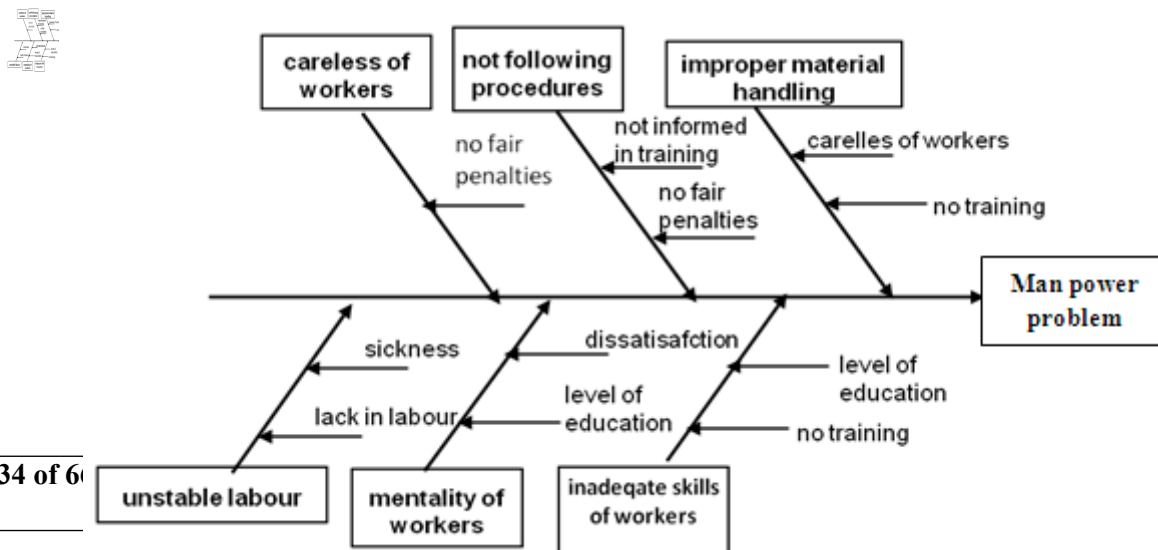 careless of
workers
not following
procedures
improper material
handling
no fair
penalties
not informed
in training
no fair
penalties
carelles of workers
no training
Man power
problem
sickness
lack in labour
dissatisafction
level of
education
level of
education
no training
34 of 6
unstable labour
mentality of
workers
inadeqate skills
of workers